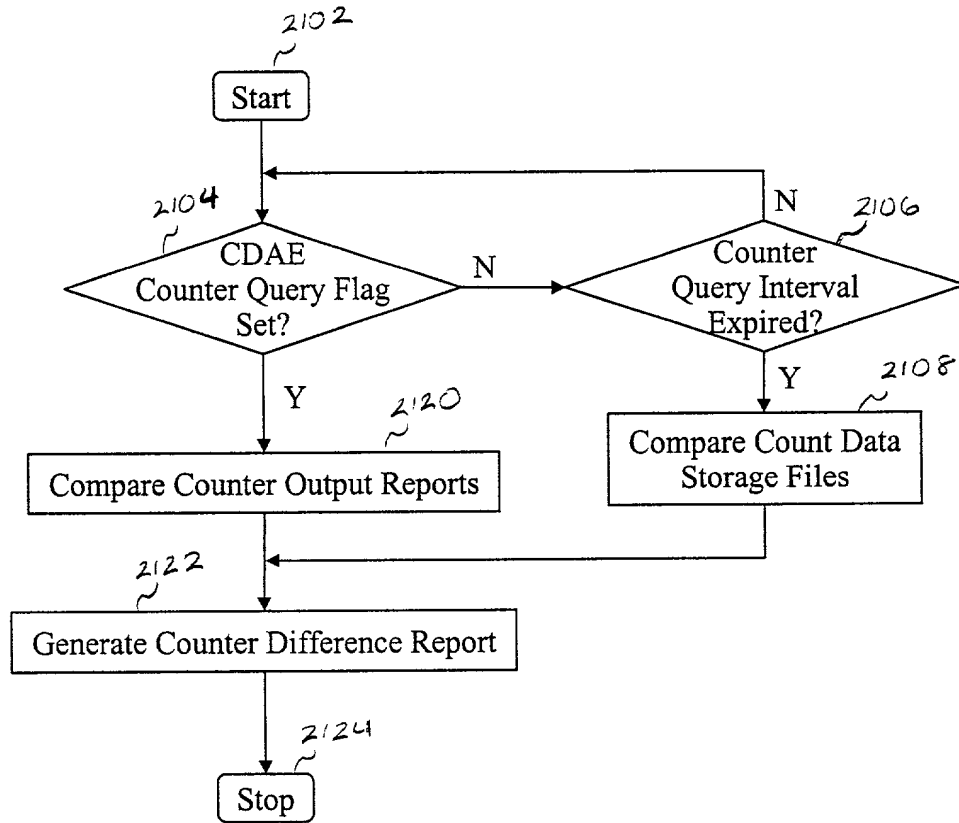 2102
Start
2104
CDAE
Counter Query Flag
Set?
N
N
2106
Counter
Query Interval
Expired?
Y
Y
2120
Compare Counter Output Reports
2108
Compare Count Data
Storage Files
2122
Generate Counter Difference Report
2124
Stop